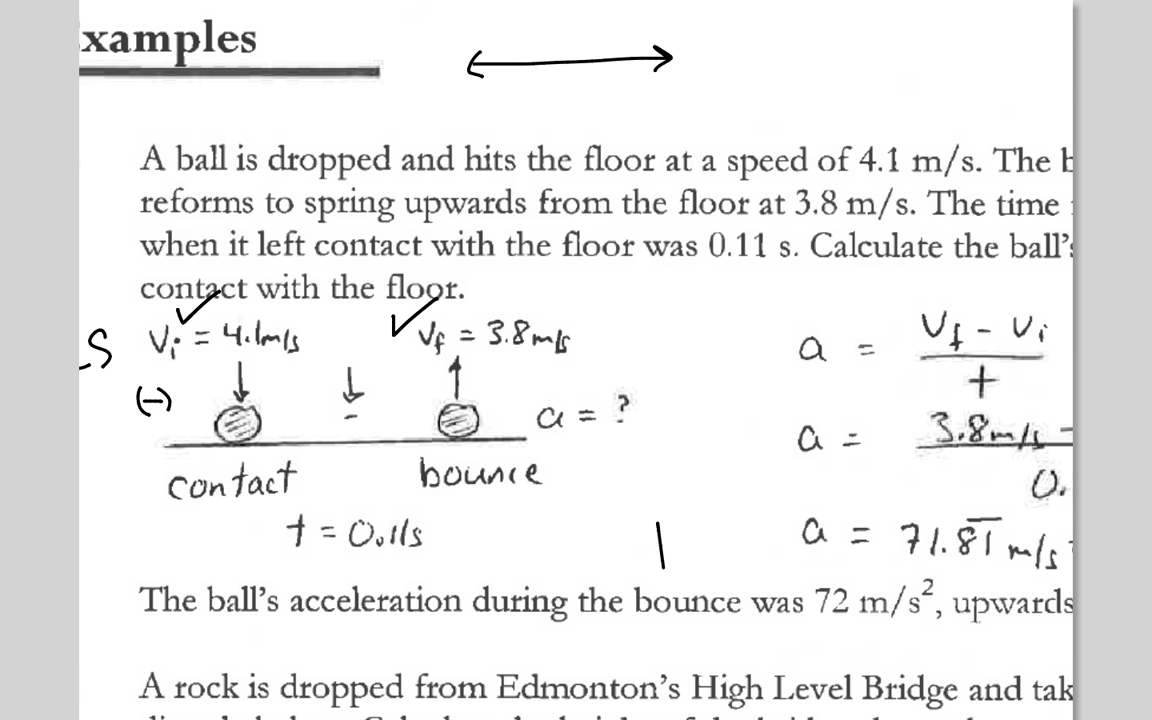 xamples
A ball is dropped and hits the floor at a speed of 4.1 m/s. The
reforms to spring upwards from the floor at 3.8 m/s. The time
when it left contact with the floor was 0.11 s. Calculate the ball's
contact with the floor.
S Vi = 4.1m/s Vf = 3.8m/s
(-) a = ?
contact bounce
t = 0.11s
a = Vf - Vi / t
a = 3.8m/s - / 0.
a = 71.8̅1̅ m/s
The ball's acceleration during the bounce was 72 m/s², upwards
A rock is dropped from Edmonton's High Level Bridge and tak